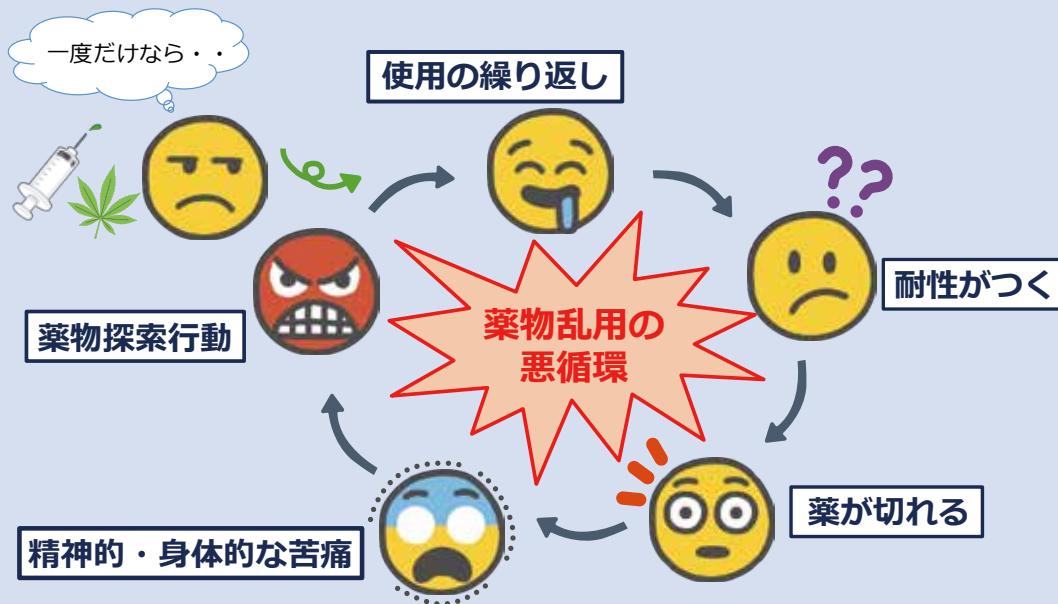 一度だけなら・・
使用の繰り返し
??
耐性がつく
薬物探索行動
薬物乱用の
悪循環
薬が切れる
精神的・身体的な苦痛